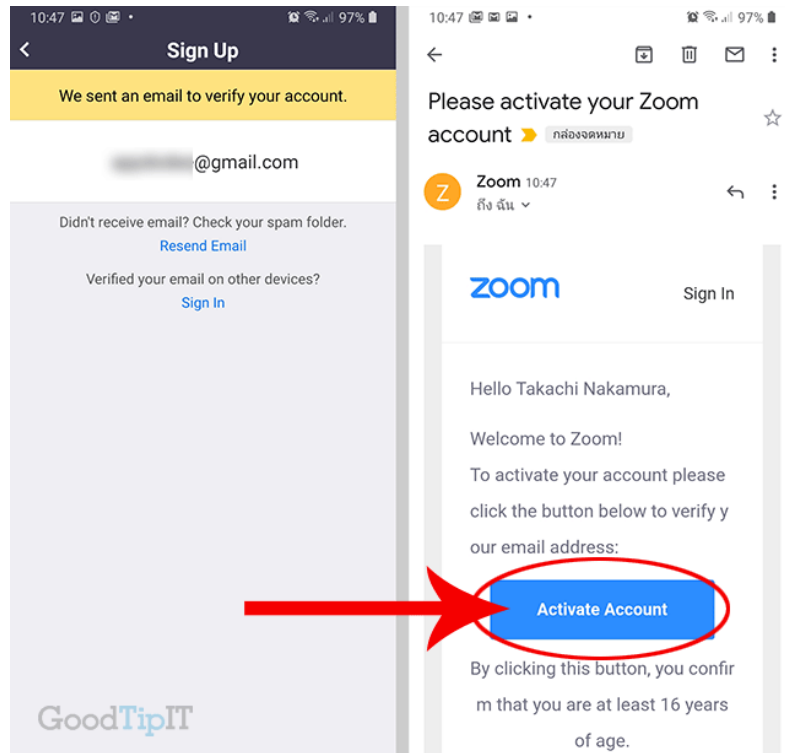 10:47
97%
Sign Up
We sent an email to verify your account.
@gmail.com
Didn't receive email? Check your spam folder.
Resend Email
Verified your email on other devices?
Sign In
GoodTipIT
10:47
97%
Please activate your Zoom
account กล่องจดหมาย
Z
Zoom 10:47
ถึง ฉัน
zoom
Sign In
Hello Takachi Nakamura,
Welcome to Zoom!
To activate your account please
click the button below to verify y
our email address:
Activate Account
By clicking this button, you confir
m that you are at least 16 years
of age.